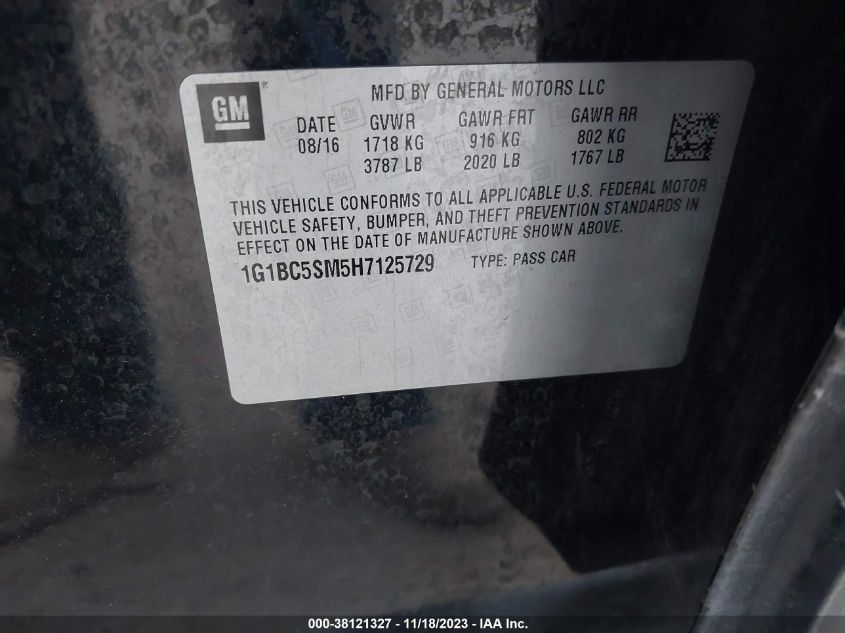 GM ®
MFD BY GENERAL MOTORS LLC
DATE GVWR GAWR FRT GAWR RR
08/16 1718 KG 916 KG 802 KG
3787 LB 2020 LB 1767 LB
THIS VEHICLE CONFORMS TO ALL APPLICABLE U.S. FEDERAL MOTOR
VEHICLE SAFETY, BUMPER, AND THEFT PREVENTION STANDARDS IN
EFFECT ON THE DATE OF MANUFACTURE SHOWN ABOVE.
1G1BC5SM5H7125729 TYPE: PASS CAR
000-38121327 - 11/18/2023 - IAA Inc.